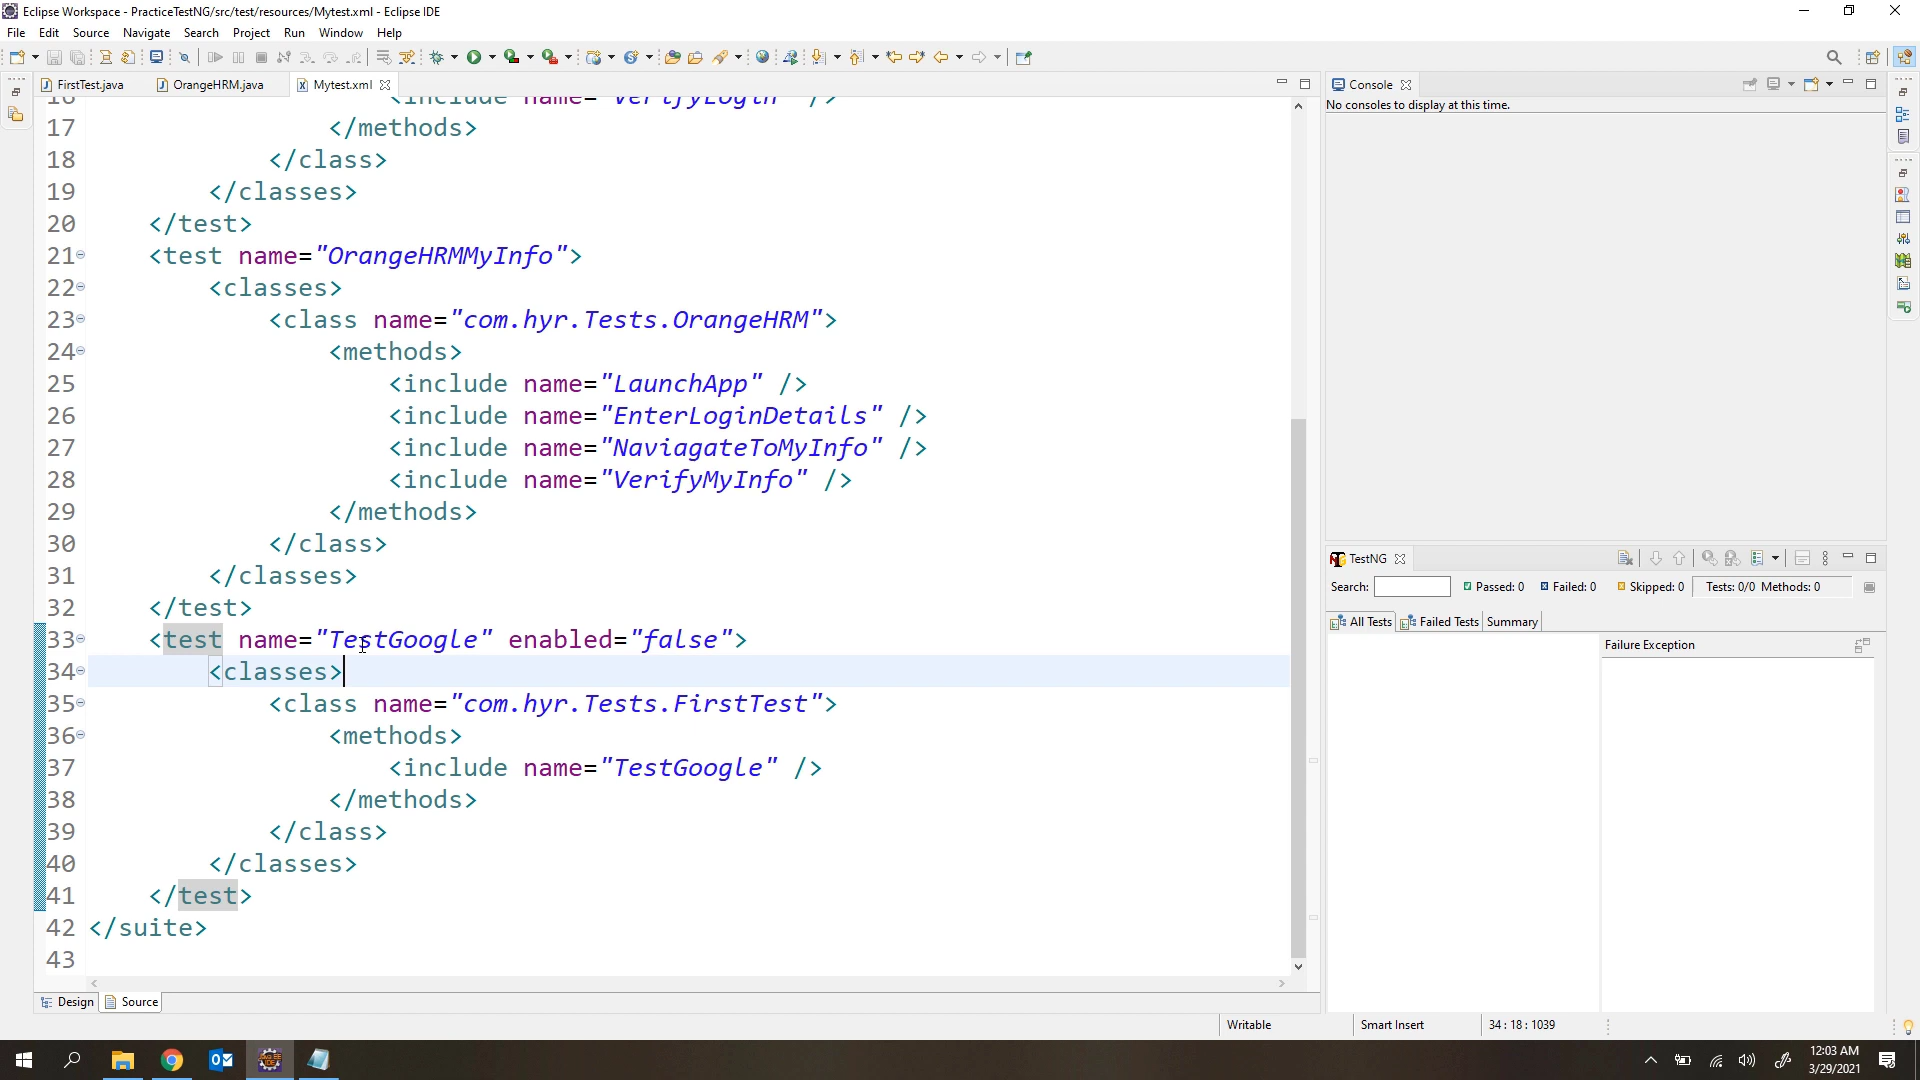 Eclipse Workspace - PracticeTestNG/src/test/resources/Mytest.xml - Eclipse IDE
File Edit Source Navigate Search Project Run Window Help
FirstTest.java OrangeHRM.java Mytest.xml
16 <include name="VerifyLogin" />
17 </methods>
18 </class>
19 </classes>
20 </test>
21 <test name="OrangeHRMMyInfo">
22 <classes>
23 <class name="com.hyr.Tests.OrangeHRM">
24 <methods>
25 <include name="LaunchApp" />
26 <include name="EnterLoginDetails" />
27 <include name="NaviagateToMyInfo" />
28 <include name="VerifyMyInfo" />
29 </methods>
30 </class>
31 </classes>
32 </test>
33 <test name="TestGoogle" enabled="false">
34 <classes>
35 <class name="com.hyr.Tests.FirstTest">
36 <methods>
37 <include name="TestGoogle" />
38 </methods>
39 </class>
40 </classes>
41 </test>
42 </suite>
43
Design Source
Console
No consoles to display at this time.
TestNG
Search: Passed: 0 Failed: 0 Skipped: 0 Tests: 0/0 Methods: 0
All Tests Failed Tests Summary
Failure Exception
Writable Smart Insert 34 : 18 : 1039
12:03 AM
3/29/2021